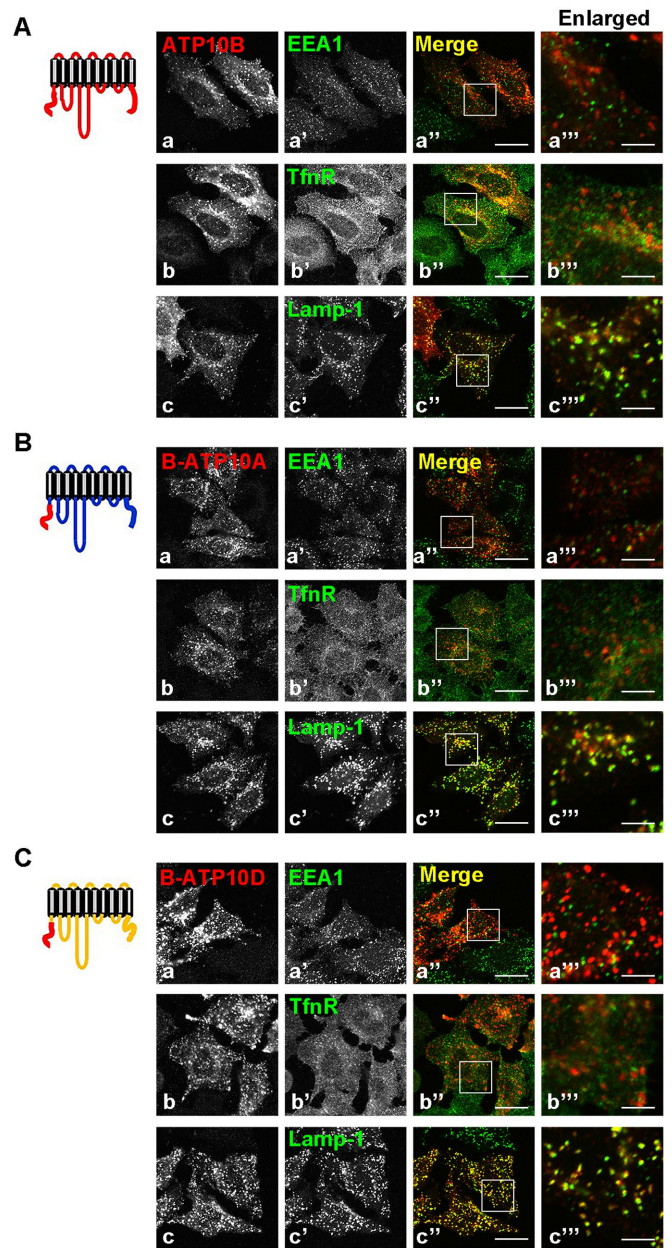 Enlarged
A
ATP10B EEA1 Merge
a a’ a’’ a’’’
TfnR
b b’ b’’ b’’’
Lamp-1
c c’ c’’ c’’’
B
B-ATP10A EEA1 Merge
a a’ a’’ a’’’
TfnR
b b’ b’’ b’’’
Lamp-1
c c’ c’’ c’’’
C
B-ATP10D EEA1 Merge
a a’ a’’ a’’’
TfnR
b b’ b’’ b’’’
Lamp-1
c c’ c’’ c’’’